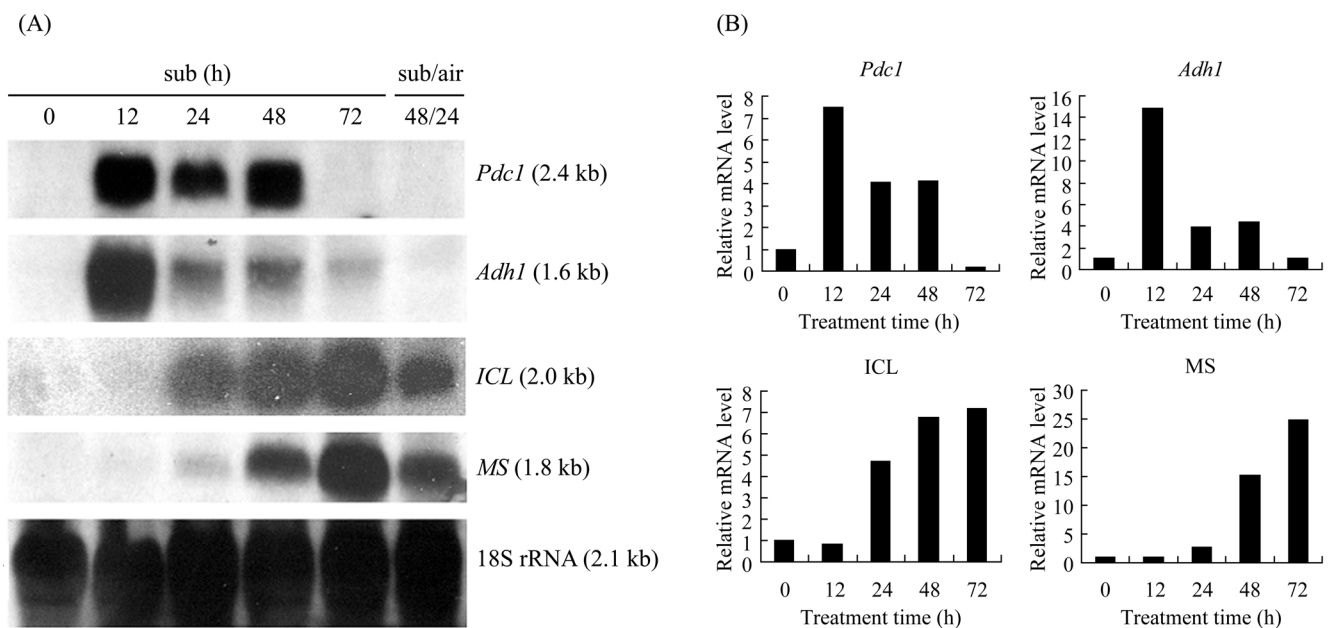 (A)
sub (h) sub/air
0 12 24 48 72 48/24
Pdc1 (2.4 kb)
Adh1 (1.6 kb)
ICL (2.0 kb)
MS (1.8 kb)
18S rRNA (2.1 kb)
(B)
Pdc1
Relative mRNA level
8
7
6
5
4
3
2
1
0
0 12 24 48 72
Treatment time (h)
Adh1
Relative mRNA level
16
14
12
10
8
6
4
2
0
0 12 24 48 72
Treatment time (h)
ICL
Relative mRNA level
8
7
6
5
4
3
2
1
0
0 12 24 48 72
Treatment time (h)
MS
Relative mRNA level
30
25
20
15
10
5
0
0 12 24 48 72
Treatment time (h)